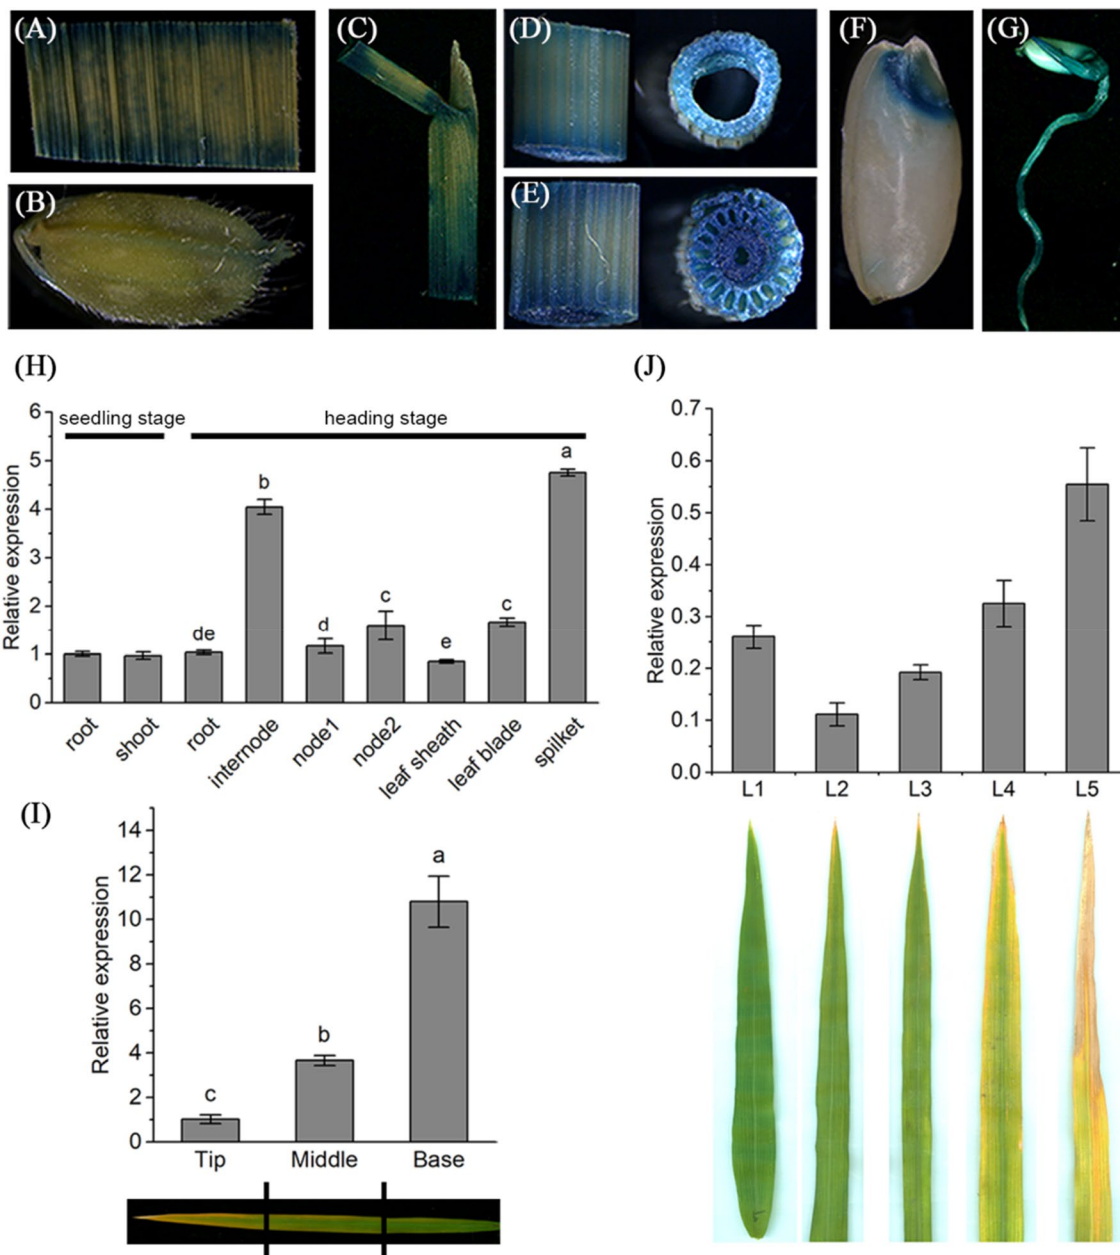 (A)
(B)
(C)
(D)
(E)
(F)
(G)
(H)
seedling stage
heading stage
Relative expression
6
5
4
3
2
1
0
de
b
d
c
e
c
a
root
shoot
root
internode
node1
node2
leaf sheath
leaf blade
spilket
(J)
Relative expression
0.7
0.6
0.5
0.4
0.3
0.2
0.1
0.0
L1
L2
L3
L4
L5
(I)
Relative expression
14
12
10
8
6
4
2
0
c
b
a
Tip
Middle
Base